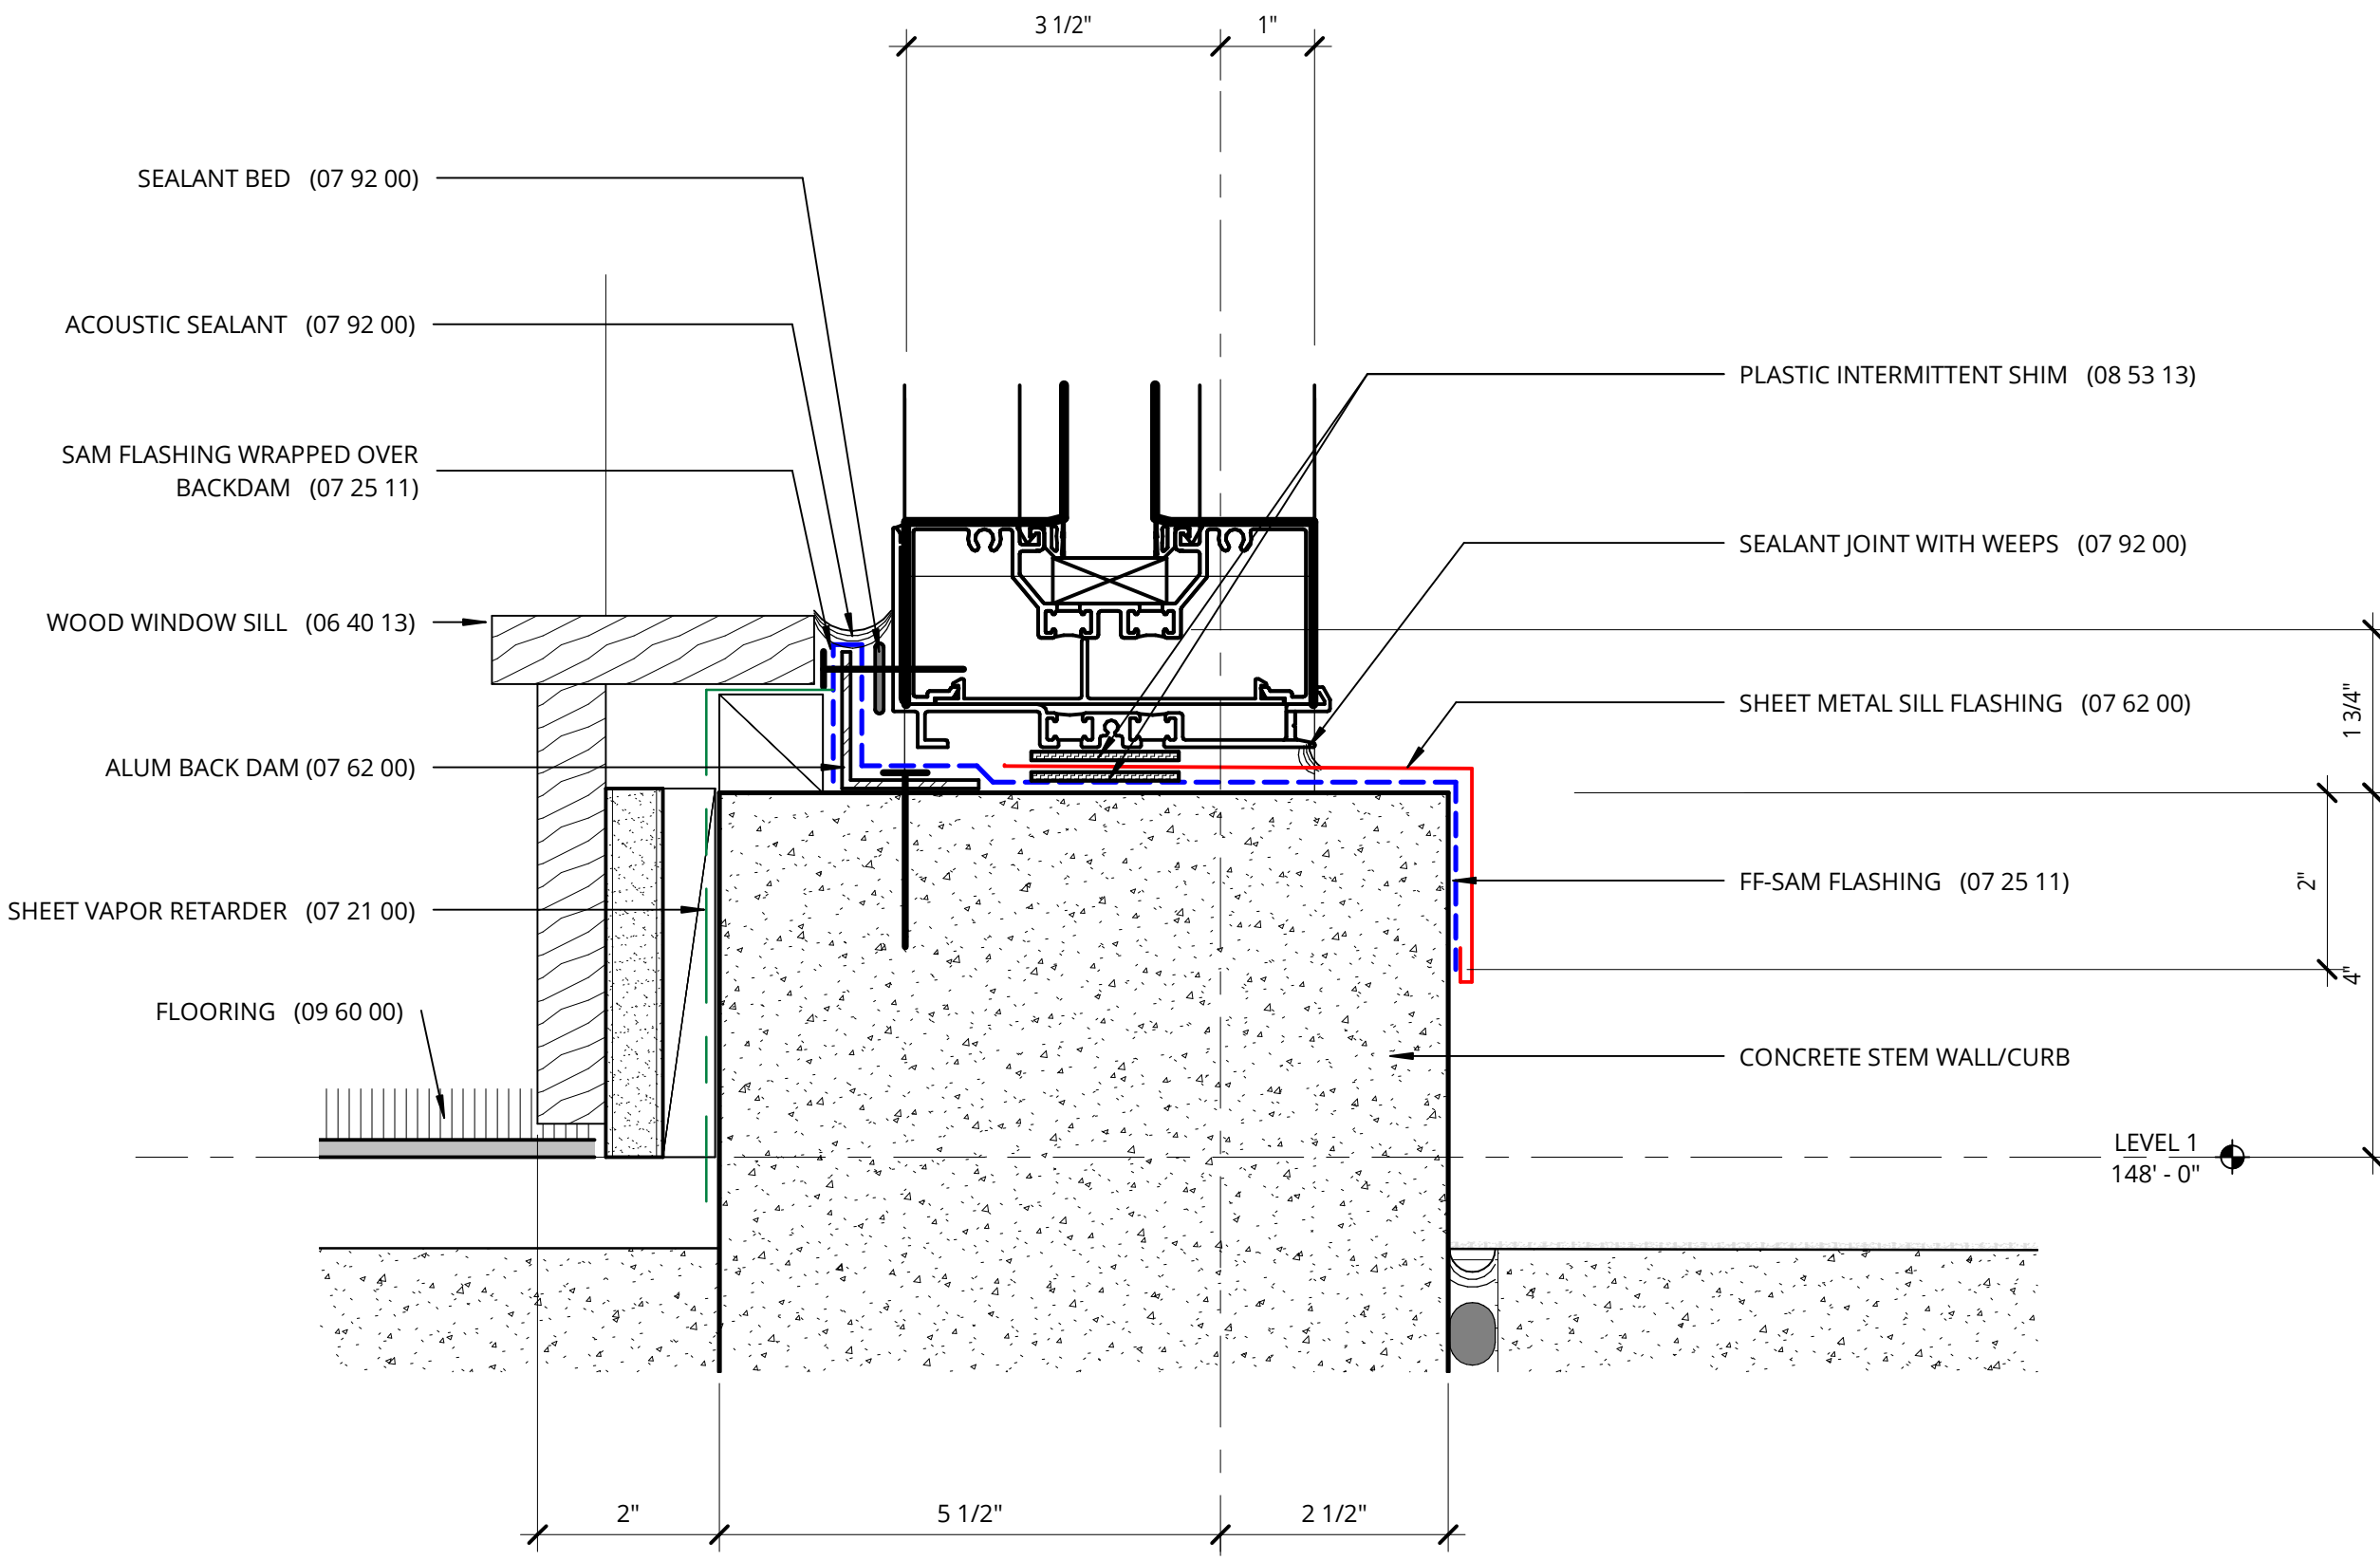 3 1/2"
1"
SEALANT BED (07 92 00)
ACOUSTIC SEALANT (07 92 00)
PLASTIC INTERMITTENT SHIM (08 53 13)
SAM FLASHING WRAPPED OVER
BACKDAM (07 25 11)
SEALANT JOINT WITH WEEPS (07 92 00)
WOOD WINDOW SILL (06 40 13)
SHEET METAL SILL FLASHING (07 62 00)
1 3/4"
ALUM BACK DAM (07 62 00)
FF-SAM FLASHING (07 25 11)
2"
SHEET VAPOR RETARDER (07 21 00)
4"
FLOORING (09 60 00)
CONCRETE STEM WALL/CURB
LEVEL 1
148' - 0"
2"
5 1/2"
2 1/2"